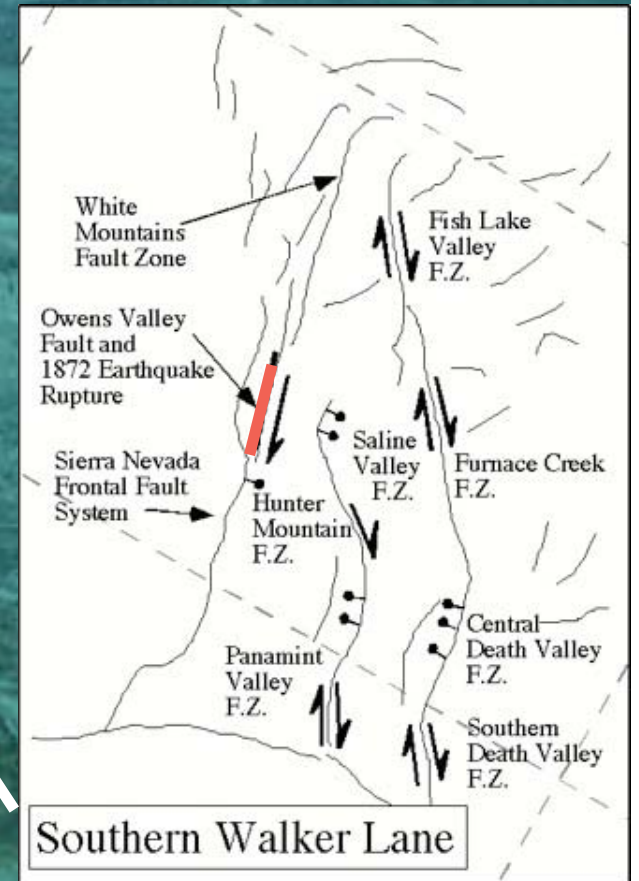 White
Mountains
Fault Zone
Fish Lake
Valley
F.Z.
Owens Valley
Fault and
1872 Earthquake
Rupture
Sierra Nevada
Frontal Fault
System
Saline
Valley
F.Z.
Furnace Creek
F.Z.
Hunter
Mountain
F.Z.
Central
Death Valley
F.Z.
Panamint
Valley
F.Z.
Southern
Death Valley
F.Z.
Southern Walker Lane